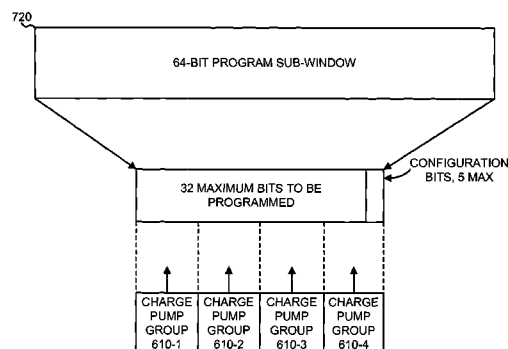 720
64-BIT PROGRAM SUB-WINDOW
CONFIGURATION
BITS, 5 MAX
32 MAXIMUM BITS TO BE
PROGRAMMED
CHARGE
PUMP
GROUP
610-1
CHARGE
PUMP
GROUP
610-2
CHARGE
PUMP
GROUP
610-3
CHARGE
PUMP
GROUP
610-4